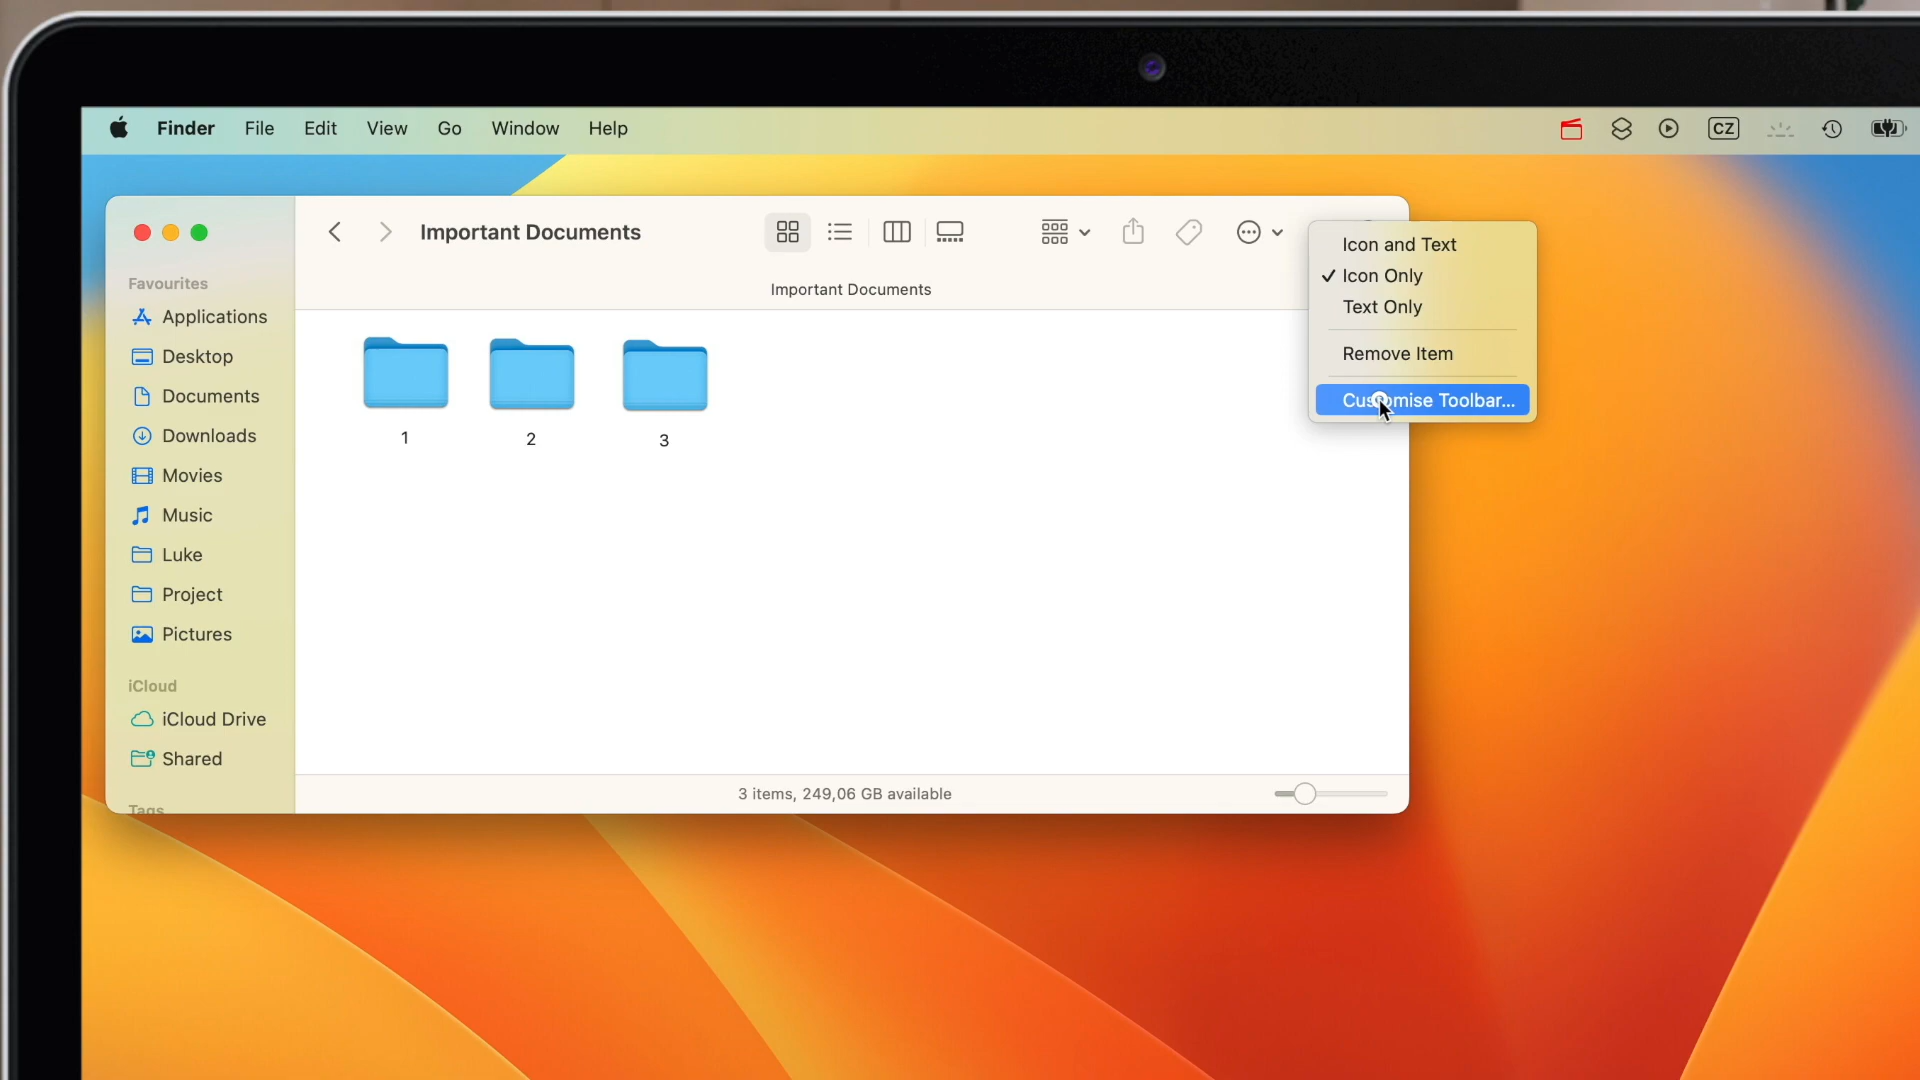 Finder File Edit View Go Window Help CZ
Important Documents
Important Documents
Icon and Text
Icon Only
Text Only
Remove Item
Customise Toolbar...
Favourites
Applications
Desktop
Documents
Downloads
Movies
Music
Luke
Project
Pictures
iCloud
iCloud Drive
Shared
Tags
1
2
3
3 items, 249,06 GB available